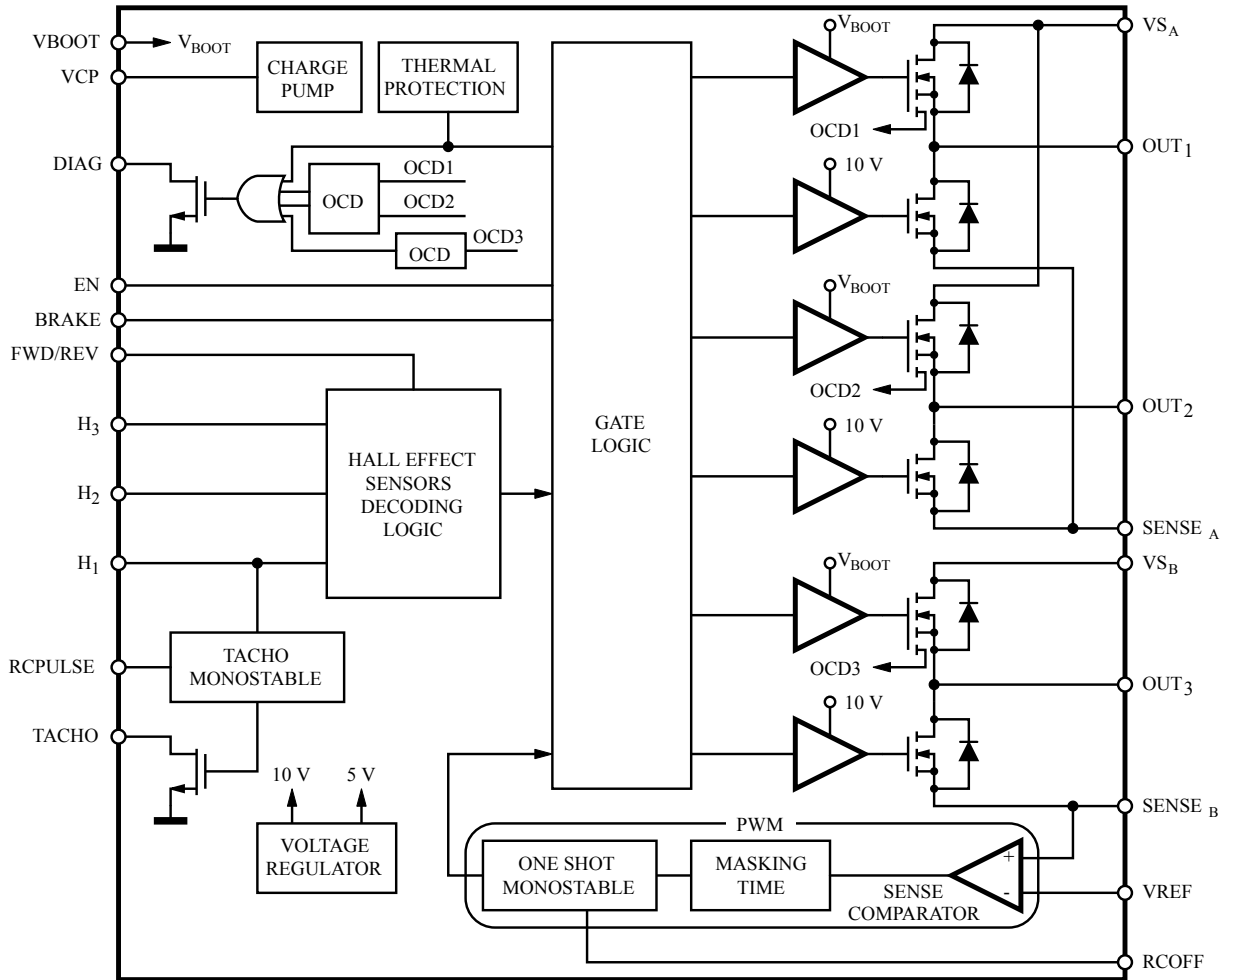 VBOOT
VCP
DIAG
EN
BRAKE
FWD/REV
H3
H2
H1
RCPULSE
TACHO
VBOOT
CHARGE
PUMP
THERMAL
PROTECTION
OCD
OCD1
OCD2
OCD
OCD3
HALL EFFECT
SENSORS
DECODING
LOGIC
TACHO
MONOSTABLE
10 V
5 V
VOLTAGE
REGULATOR
GATE
LOGIC
VBOOT
OCD1
10 V
VBOOT
OCD2
10 V
VBOOT
OCD3
10 V
PWM
ONE SHOT
MONOSTABLE
MASKING
TIME
SENSE
COMPARATOR
+
-
VSA
OUT1
OUT2
SENSE A
VSB
OUT3
SENSE B
VREF
RCOFF